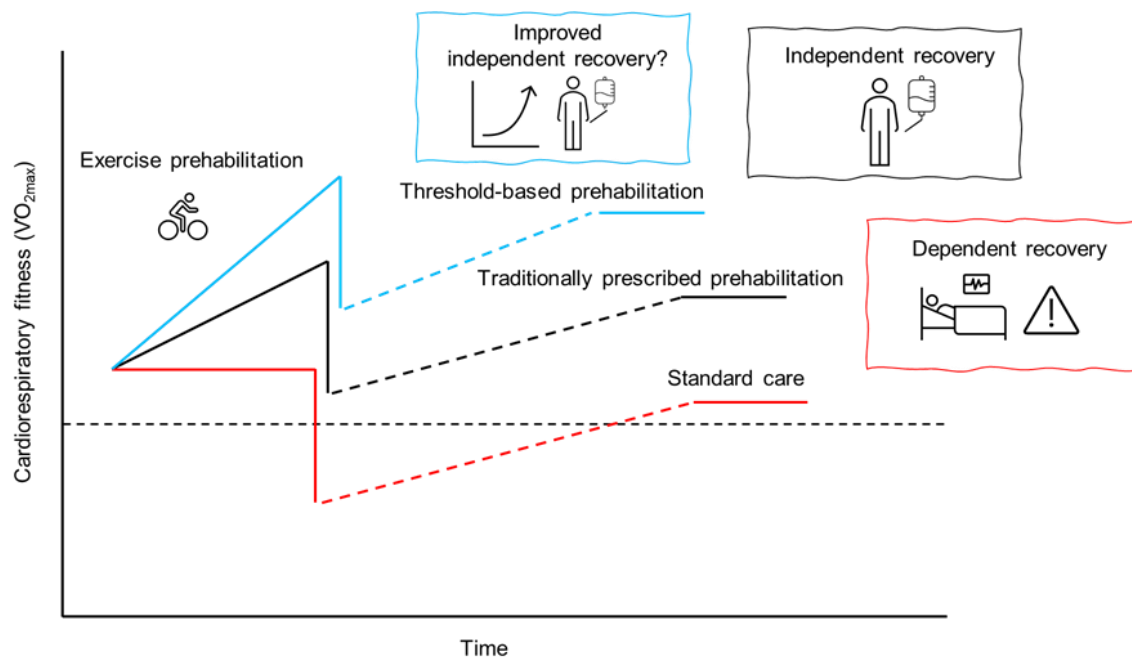 Improved
independent recovery?
Independent recovery
Exercise prehabilitation
Threshold-based prehabilitation
Dependent recovery
Traditionally prescribed prehabilitation
Standard care
Cardiorespiratory fitness (V̇O2max)
Time